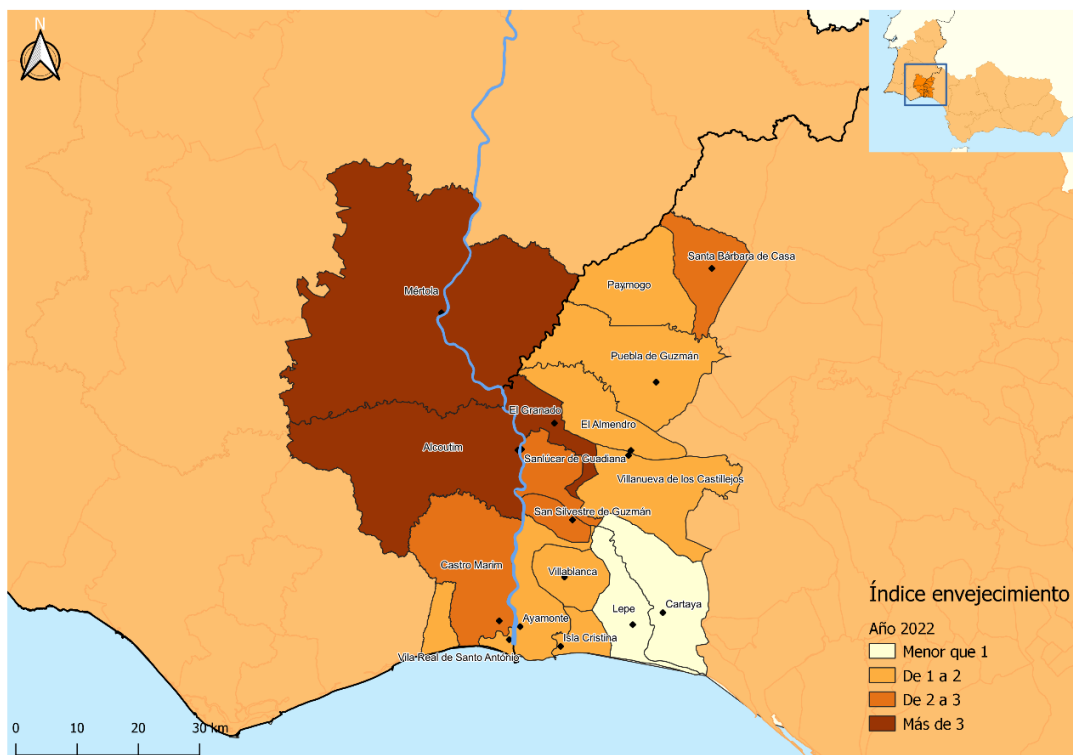 N
Santa Bárbara de Casa
Paymogo
Mértola
Puebla de Guzmán
El Granado
El Almendro
Alcoutim
Sanlúcar de Guadiana
Villanueva de los Castillejos
San Silvestre de Guzmán
Castro Marim
Villablanca
Lepe
Cartaya
Ayamonte
Isla Cristina
Vila Real de Santo António
Índice envejecimiento
Año 2022
Menor que 1
De 1 a 2
De 2 a 3
Más de 3
0 10 20 30 km